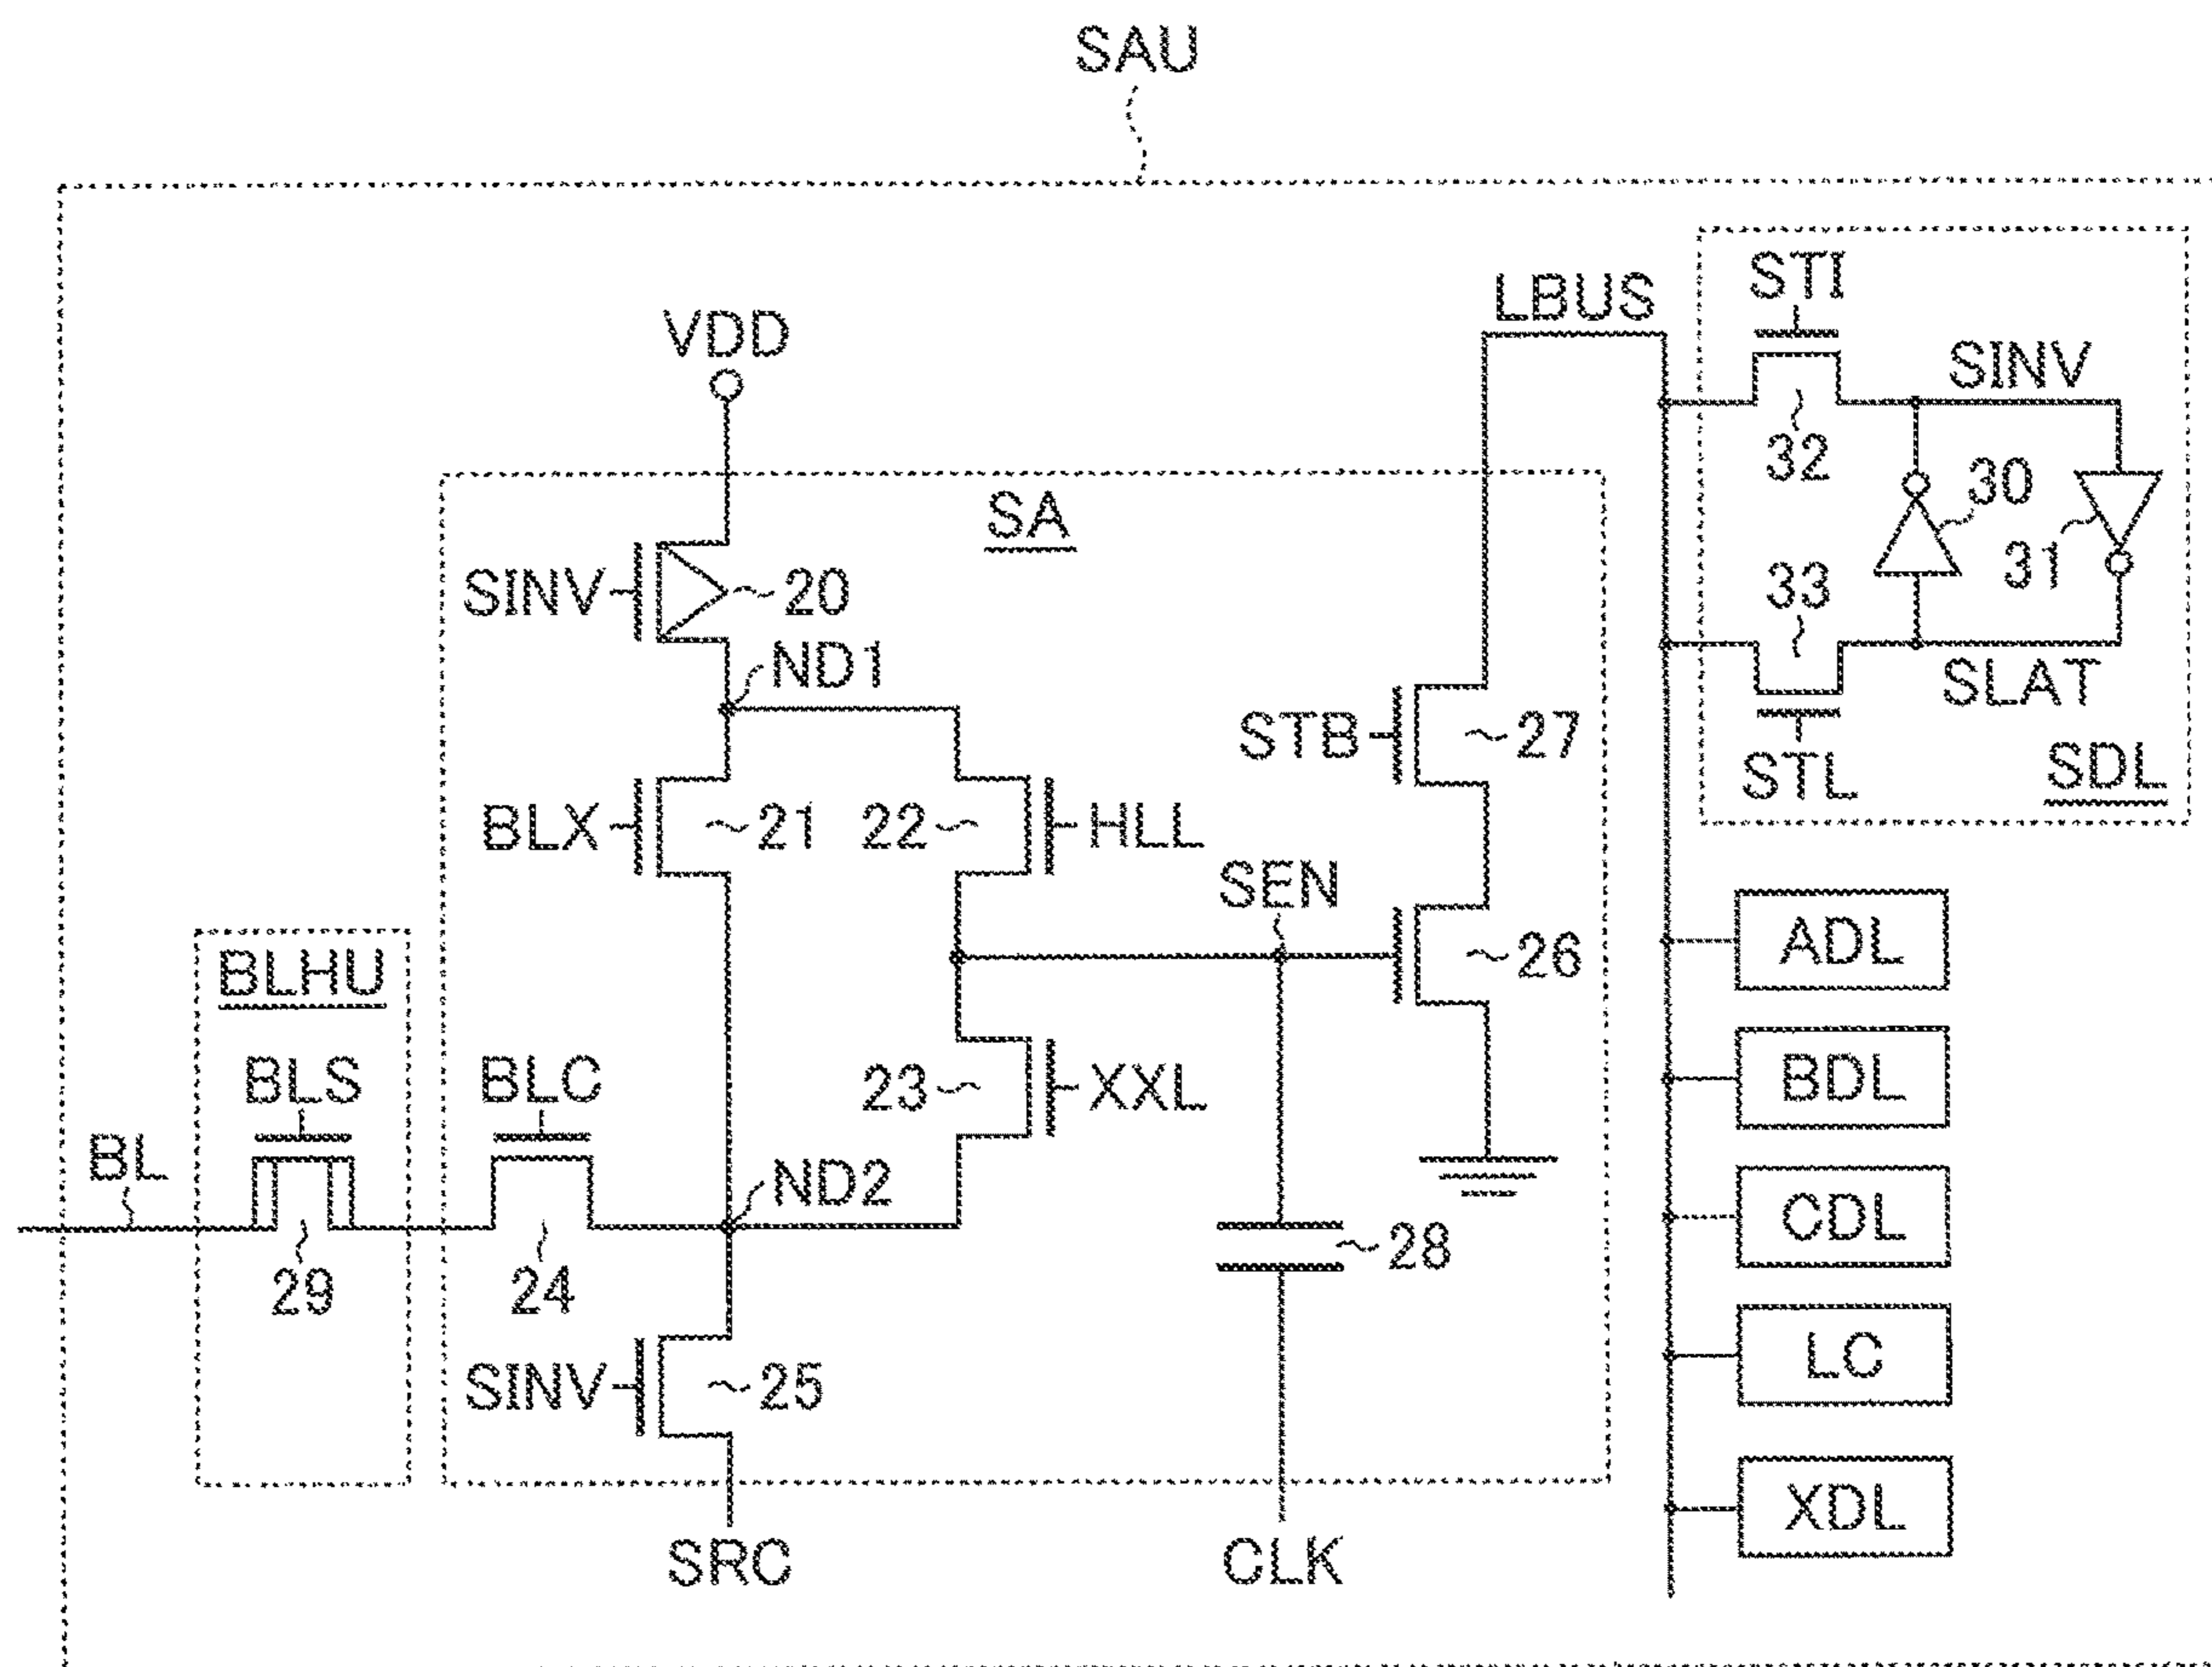 SAU
STI
LBUS
VDD
SINV
32
30
SA
31
SINV
20
33
ND1
SLAT
STB
27
STL
SDL
BLX
21
22
HLL
SEN
ADL
BLHU
26
BLS
BLC
23
XXL
BDL
BL
ND2
CDL
28
29
24
LC
SINV
25
XDL
SRC
CLK